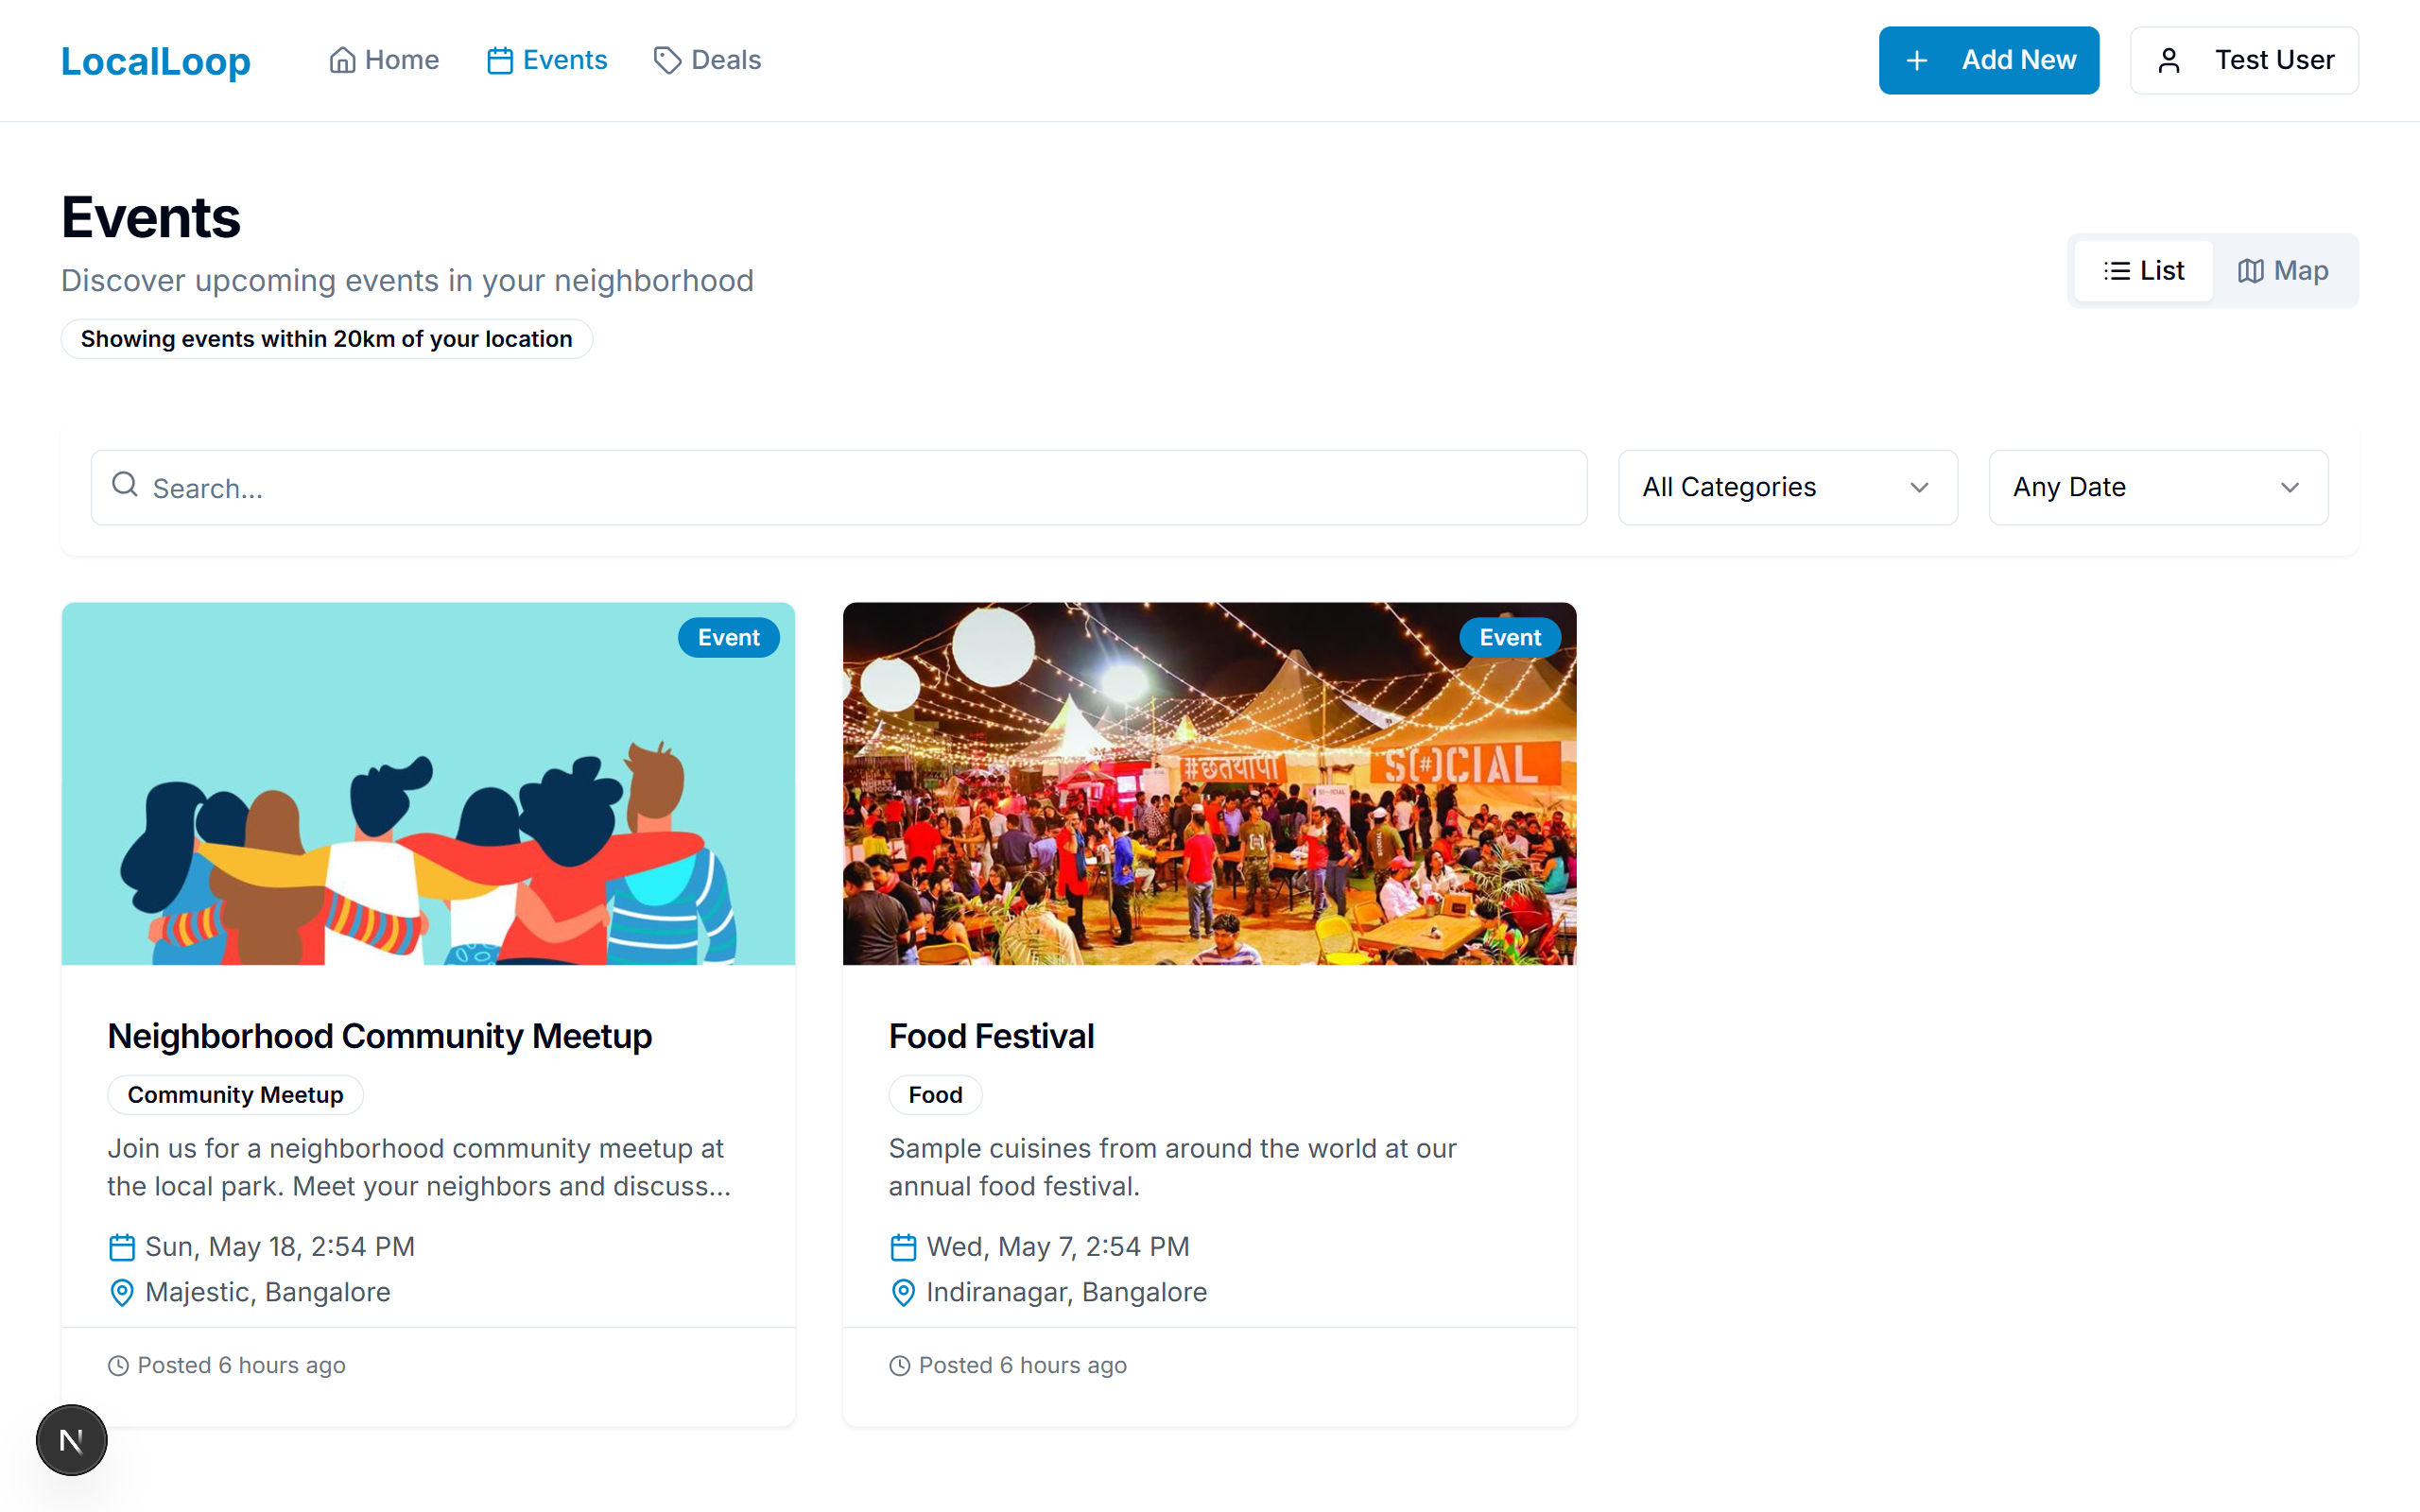 LocalLoop
Home
Events
Deals
Add New
Test User
Events
Discover upcoming events in your neighborhood
Showing events within 20km of your location
List
Map
Search...
All Categories
Any Date
Event
Event
#छतयापा
S(#)CIAL
Neighborhood Community Meetup
Community Meetup
Join us for a neighborhood community meetup at
the local park. Meet your neighbors and discuss...
Sun, May 18, 2:54 PM
Majestic, Bangalore
Posted 6 hours ago
Food Festival
Food
Sample cuisines from around the world at our
annual food festival.
Wed, May 7, 2:54 PM
Indiranagar, Bangalore
Posted 6 hours ago
N